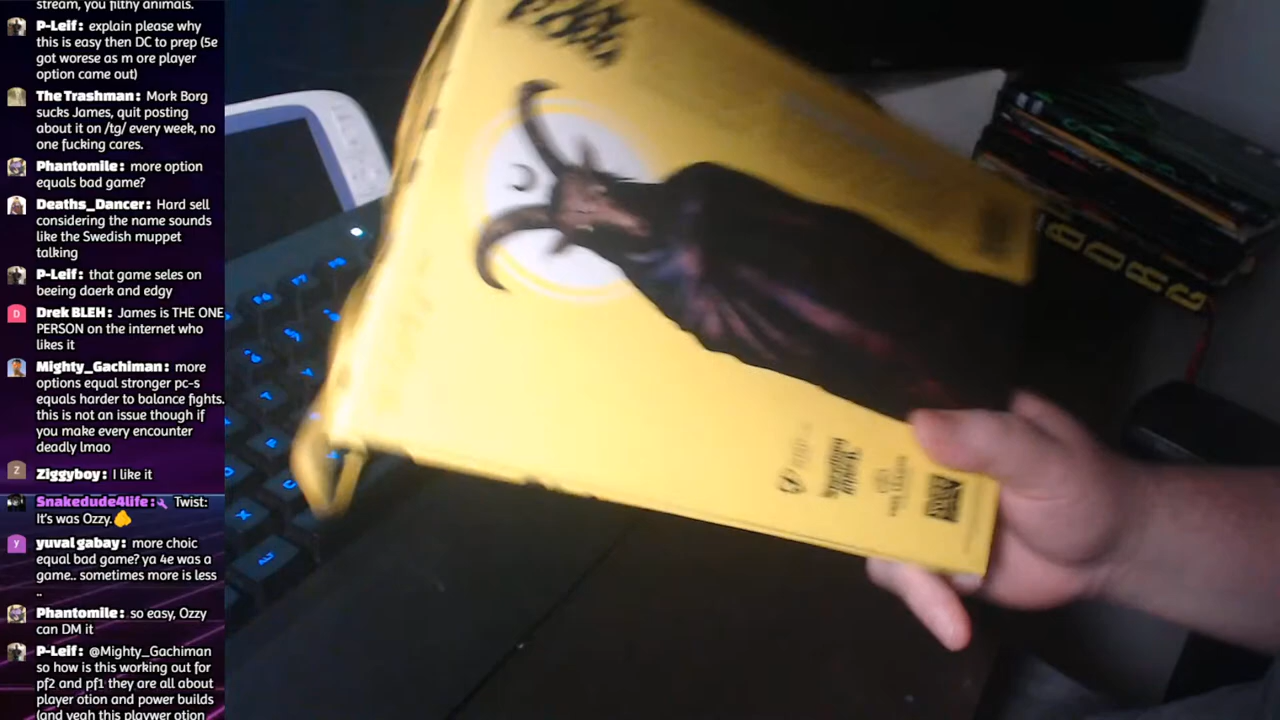 stream, you filthy animals.
P-Leif: explain please why
this is easy then DC to prep (5e
got worese as m ore player
option came out)
The Trashman: Mork Borg
sucks James, quit posting
about it on /tg/ every week, no
one fucking cares.
Phantomile: more option
equals bad game?
Deaths_Dancer: Hard sell
considering the name sounds
like the Swedish muppet
talking
P-Leif: that game seles on
beeing daerk and edgy
D
Drek BLEH: James is THE ONE
PERSON on the internet who
likes it
Mighty_Gachiman: more
options equal stronger pc-s
equals harder to balance fights.
this is not an issue though if
you make every encounter
deadly lmao
Z
Ziggyboy: I like it
Snakedude4life: Twist:
It's was Ozzy.
y
yuval gabay: more choic
equal bad game? ya 4e was a
game.. sometimes more is less
..
Phantomile: so easy, Ozzy
can DM it
P-Leif: @Mighty_Gachiman
so how is this working out for
pf2 and pf1 they are all about
player otion and power builds
(and yeah this playwer otion
BORG